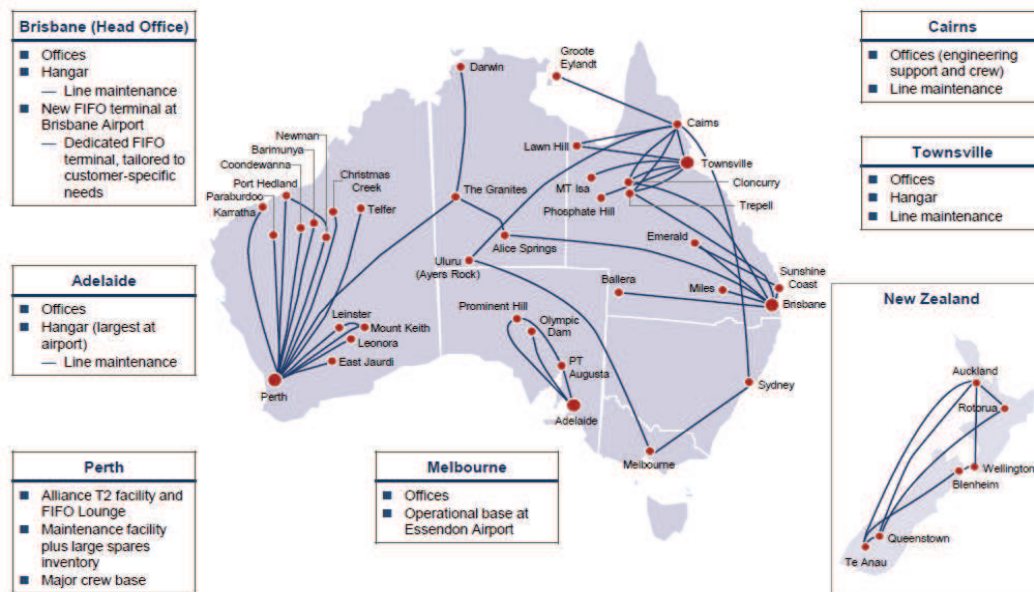 Brisbane (Head Office)
■ Offices
■ Hangar
— Line maintenance
■ New FIFO terminal at
Brisbane Airport
— Dedicated FIFO
terminal, tailored to
customer-specific
needs
Adelaide
■ Offices
■ Hangar (largest at
airport)
— Line maintenance
Perth
■ Alliance T2 facility and
FIFO Lounge
■ Maintenance facility
plus large spares
inventory
■ Major crew base
Melbourne
■ Offices
■ Operational base at
Essendon Airport
Cairns
■ Offices (engineering
support and crew)
■ Line maintenance
Townsville
■ Offices
■ Hangar
■ Line maintenance
Darwin
Groote
Eylandt
Cairns
Lawn Hill
Townsville
MT Isa
Cloncurry
Phosphate Hill
Trepell
Newman
Barimunya
Coondewanna
Christmas
Creek
Port Hedland
Paraburdoo
Telfer
Karratha
The Granites
Alice Springs
Uluru
(Ayers Rock)
Emerald
Sunshine
Coast
Ballera
Miles
Brisbane
Prominent Hill
Olympic
Dam
Leinster
Mount Keith
Leonora
East Jaurdi
PT
Augusta
Perth
Adelaide
Sydney
Melbourne
New Zealand
Auckland
Rotorua
Wellington
Blenheim
Queenstown
Te Anau